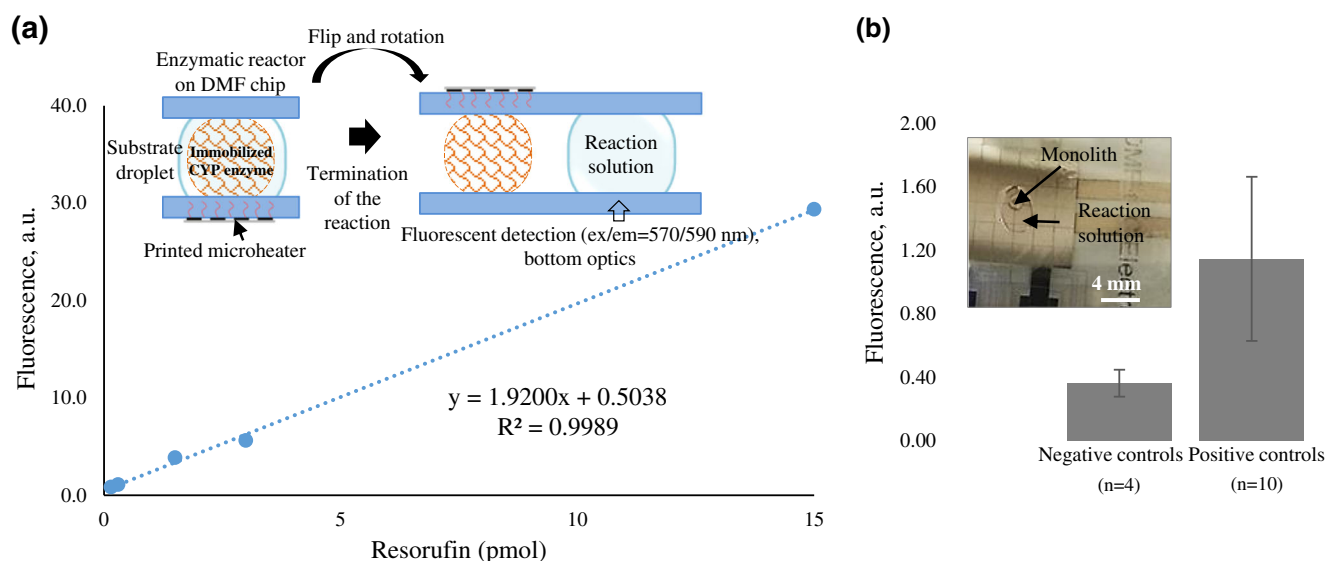 (a)
Flip and rotation
Enzymatic reactor
on DMF chip
Substrate
droplet
Immobilized
CYP enzyme
Printed microheater
Termination
of the
reaction
Reaction
solution
Fluorescent detection (ex/em=570/590 nm),
bottom optics
Fluorescence, a.u.
40.0
30.0
20.0
10.0
0.0
y = 1.9200x + 0.5038
R² = 0.9989
0
5
10
15
Resorufin (pmol)
(b)
Fluorescence, a.u.
2.00
1.60
1.20
0.80
0.40
0.00
Monolith
Reaction
solution
4 mm
Negative controls
(n=4)
Positive controls
(n=10)